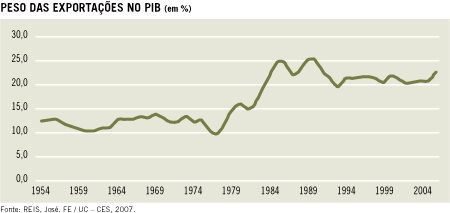 PESO DAS EXPORTAÇÕES NO PIB (em %)
30,0
25,0
20,0
15,0
10,0
5,0
0,0
1954 1959 1964 1969 1974 1979 1984 1989 1994 1999 2004
Fonte: REIS, José. FE / UC – CES, 2007.